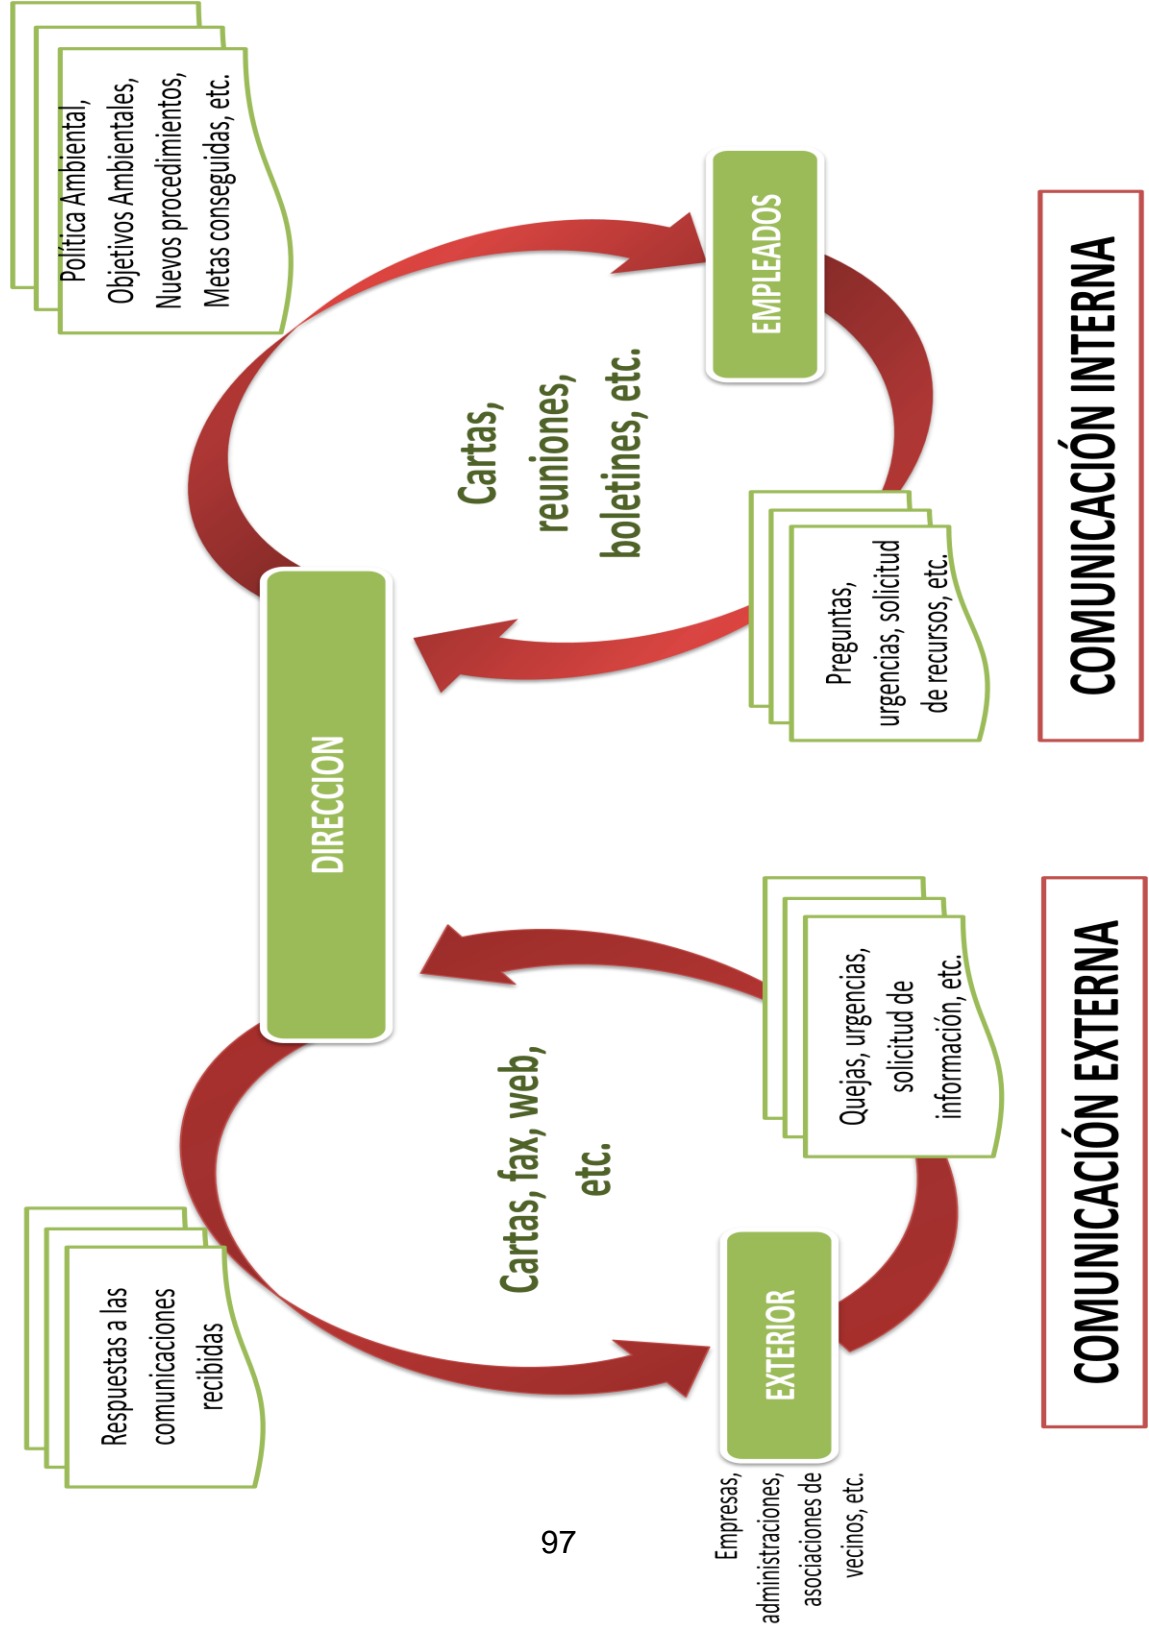 Respuestas a las
comunicaciones
recibidas
Política Ambiental,
Objetivos Ambientales,
Nuevos procedimientos,
Metas conseguidas, etc.
DIRECCION
Cartas, fax, web,
etc.
Cartas,
reuniones,
boletines, etc.
Empresas,
administraciones,
asociaciones de
vecinos, etc.
EXTERIOR
Quejas, urgencias,
solicitud de
información, etc.
Preguntas,
urgencias, solicitud
de recursos, etc.
EMPLEADOS
COMUNICACIÓN EXTERNA
COMUNICACIÓN INTERNA
97